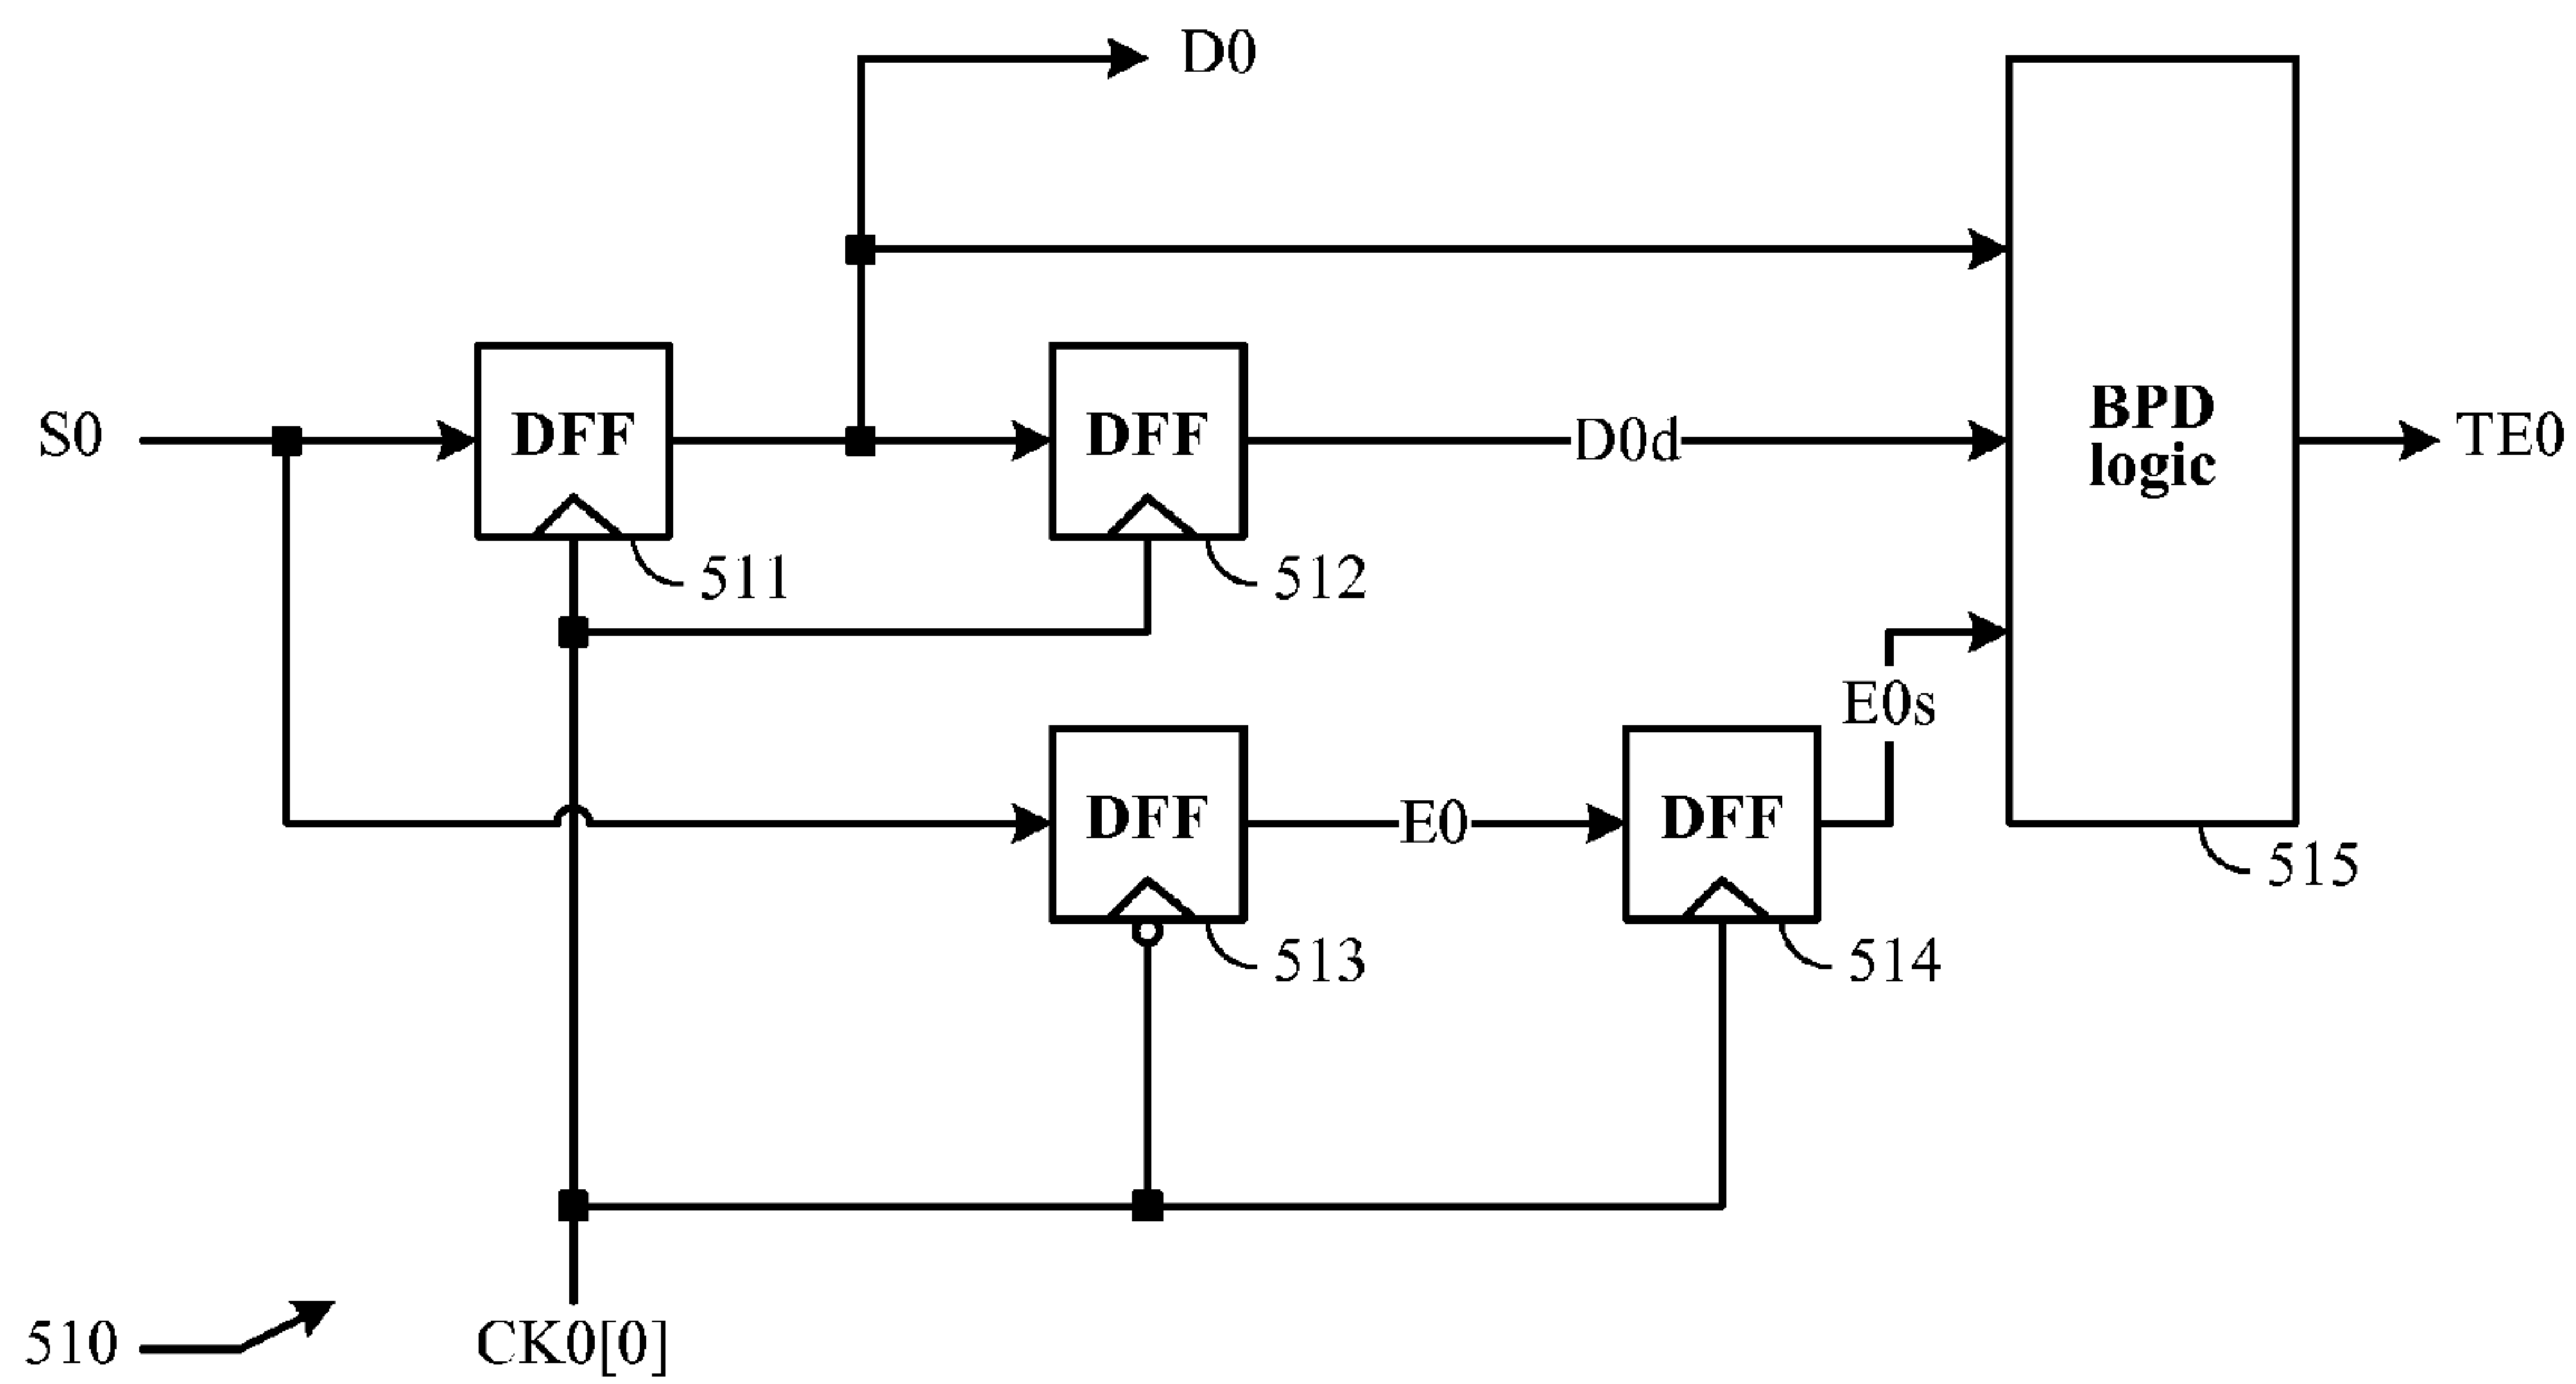 D0
S0
DFF
DFF
D0d
BPD
logic
TE0
511
512
E0s
DFF
E0
DFF
515
513
514
510
CK0[0]